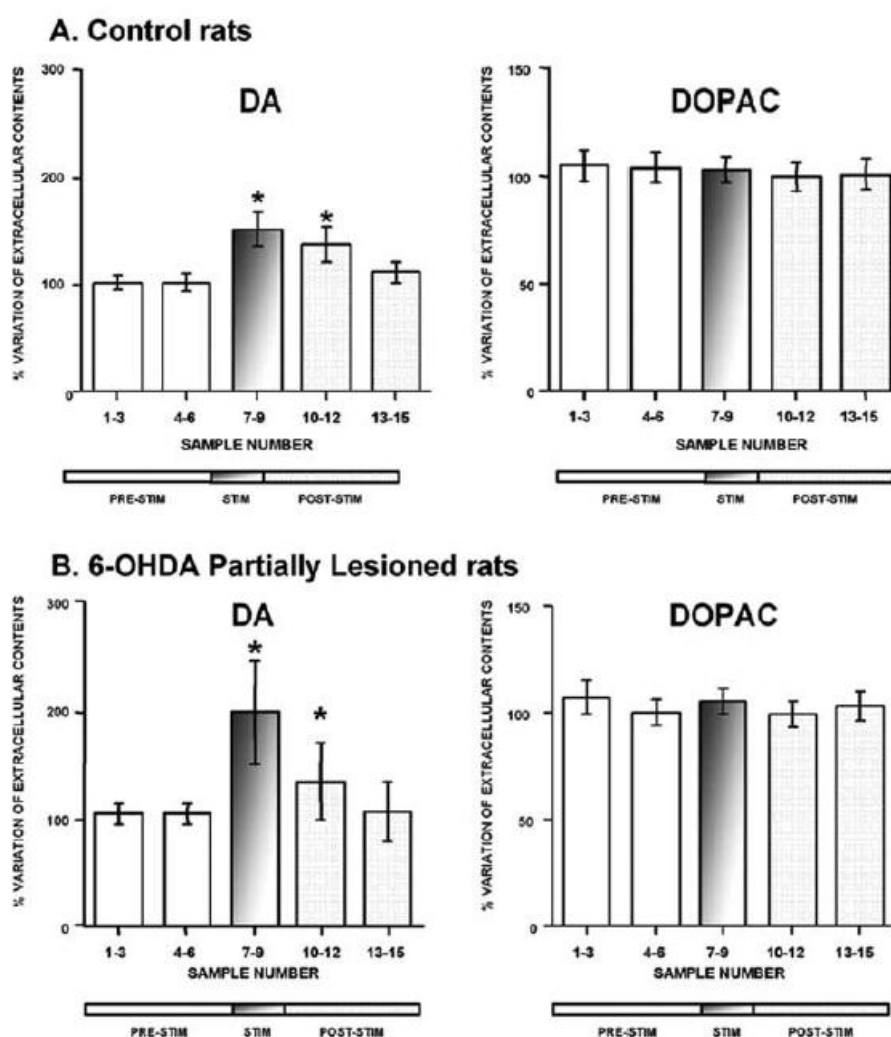 A. Control rats
% VARIATION OF EXTRACELLULAR CONTENTS
300
200
100
0
DA
*
*
1-3 4-6 7-9 10-12 13-15
SAMPLE NUMBER
PRE-STIM STIM POST-STIM
% VARIATION OF EXTRACELLULAR CONTENTS
150
100
50
0
DOPAC
1-3 4-6 7-9 10-12 13-15
SAMPLE NUMBER
PRE-STIM STIM POST-STIM
B. 6-OHDA Partially Lesioned rats
% VARIATION OF EXTRACELLULAR CONTENTS
300
200
100
0
DA
*
*
1-3 4-6 7-9 10-12 13-15
SAMPLE NUMBER
PRE-STIM STIM POST-STIM
% VARIATION OF EXTRACELLULAR CONTENTS
150
100
50
0
DOPAC
1-3 4-6 7-9 10-12 13-15
SAMPLE NUMBER
PRE-STIM STIM POST-STIM